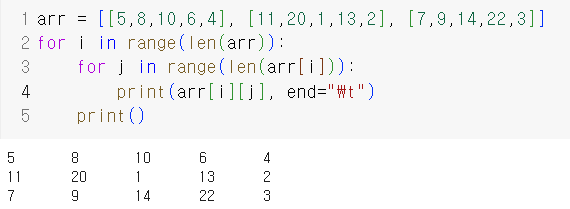 1 arr = [[5,8,10,6,4], [11,20,1,13,2], [7,9,14,22,3]]
2 for i in range(len(arr)):
3     for j in range(len(arr[i])):
4         print(arr[i][j], end="₩t")
5     print()
5 8 10 6 4
11 20 1 13 2
7 9 14 22 3